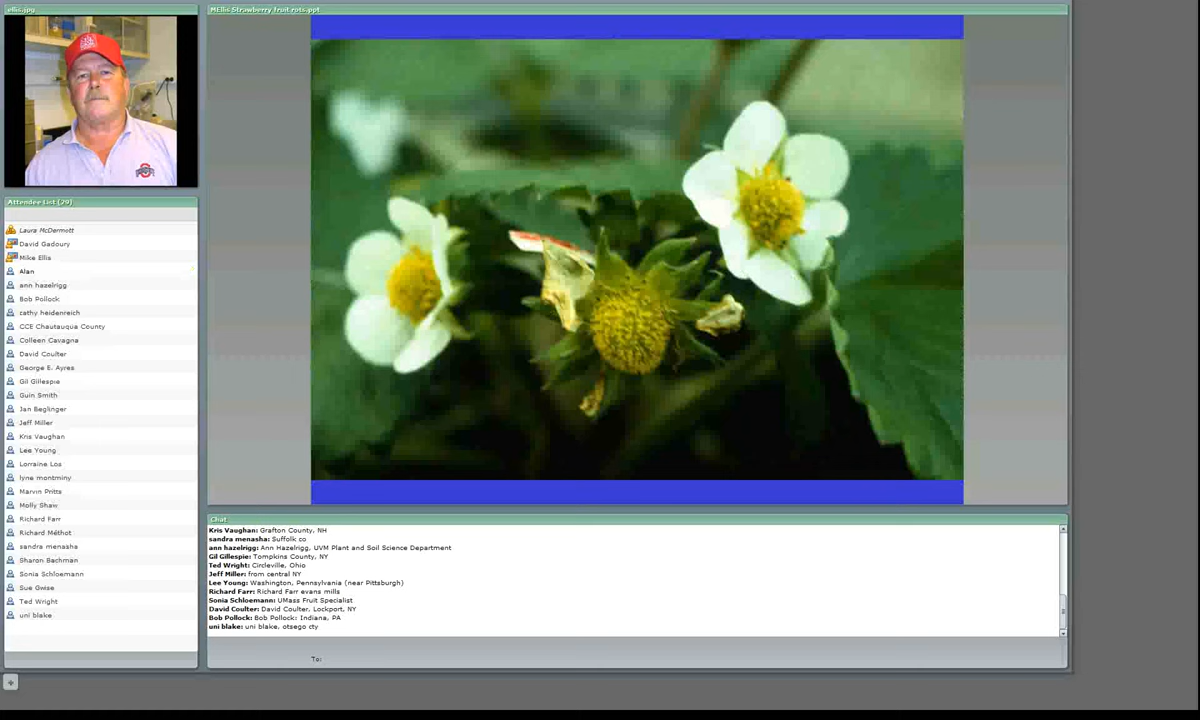 ellis.jpg
MEllis Strawberry fruit rots.ppt
Attendee List (29)
Laura McDermott
David Gadoury
Mike Ellis
Alan
ann hazelrigg
Bob Pollock
cathy heidenreich
CCE Chautauqua County
Colleen Cavagna
David Coulter
George E. Ayres
Gil Gillespie
Guin Smith
Jan Beglinger
Jeff Miller
Kris Vaughan
Lee Young
Lorraine Los
lyne montminy
Marvin Pritts
Molly Shaw
Richard Farr
Richard Méthot
sandra menasha
Sharon Bachman
Sonia Schloemann
Sue Gwise
Ted Wright
uni blake
Chat
Kris Vaughan: Grafton County, NH
sandra menasha: Suffolk co
ann hazelrigg: Ann Hazelrigg, UVM Plant and Soil Science Department
Gil Gillespie: Tompkins County, NY
Ted Wright: Circleville, Ohio
Jeff Miller: from central NY
Lee Young: Washington, Pennsylvania (near Pittsburgh)
Richard Farr: Richard Farr evans mills
Sonia Schloemann: UMass Fruit Specialist
David Coulter: David Coulter, Lockport, NY
Bob Pollock: Bob Pollock: Indiana, PA
uni blake: uni blake, otsego cty
To: